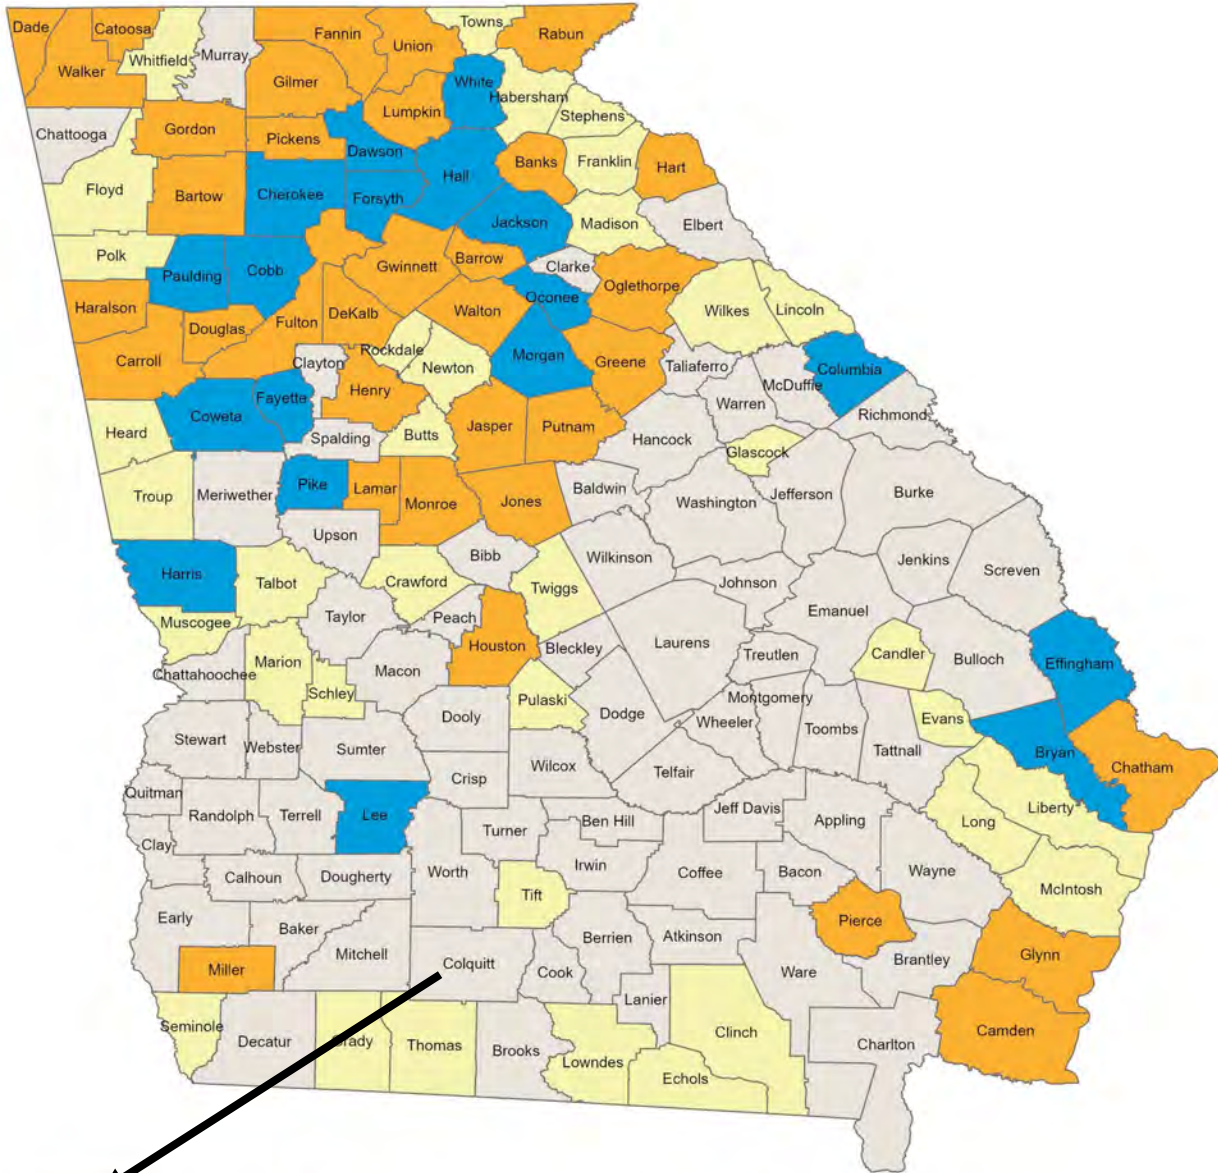 Dade
Catoosa
Whitfield
Murray
Fannin
Union
Towns
Rabun
Walker
Gilmer
White
Habersham
Lumpkin
Stephens
Chattooga
Gordon
Pickens
Dawson
Banks
Franklin
Hart
Floyd
Bartow
Cherokee
Forsyth
Hall
Jackson
Madison
Elbert
Polk
Paulding
Cobb
Gwinnett
Barrow
Clarke
Oconee
Oglethorpe
Haralson
Douglas
Fulton
DeKalb
Walton
Wilkes
Lincoln
Carroll
Clayton
Rockdale
Newton
Morgan
Greene
Taliaferro
McDuffie
Columbia
Coweta
Fayette
Henry
Warren
Richmond
Heard
Spalding
Butts
Jasper
Putnam
Hancock
Glascock
Troup
Meriwether
Pike
Lamar
Monroe
Jones
Baldwin
Washington
Jefferson
Burke
Upson
Bibb
Wilkinson
Jenkins
Screven
Harris
Talbot
Crawford
Twiggs
Johnson
Emanuel
Muscogee
Taylor
Peach
Houston
Bleckley
Laurens
Treutlen
Candler
Bulloch
Effingham
Chattahoochee
Marion
Schley
Macon
Pulaski
Dodge
Montgomery
Wheeler
Toombs
Tattnall
Evans
Stewart
Webster
Sumter
Dooly
Bryan
Chatham
Quitman
Randolph
Terrell
Lee
Crisp
Wilcox
Telfair
Jeff Davis
Appling
Long
Liberty
Clay
Calhoun
Dougherty
Worth
Turner
Ben Hill
Irwin
Tift
Coffee
Bacon
Wayne
McIntosh
Early
Baker
Mitchell
Colquitt
Cook
Berrien
Atkinson
Pierce
Ware
Brantley
Glynn
Miller
Lanier
Clinch
Camden
Seminole
Decatur
Grady
Thomas
Brooks
Lowndes
Echols
Charlton